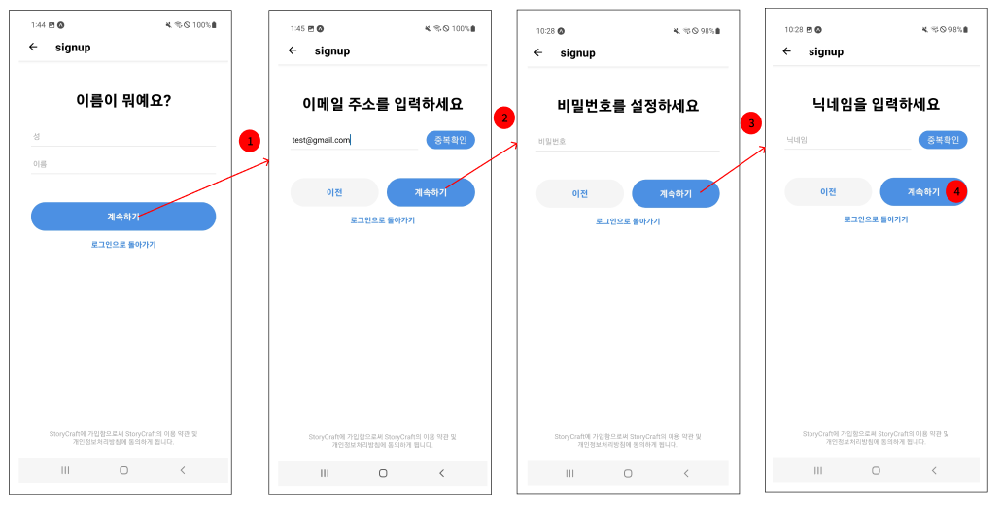 1:44 100%
signup
이름이 뭐예요?
성
이름
계속하기
로그인으로 돌아가기
StoryCraft에 가입함으로써 StoryCraft의 이용 약관 및
개인정보처리방침에 동의하게 됩니다.
1
1:45 100%
signup
이메일 주소를 입력하세요
test@gmail.com 중복확인
이전 계속하기
로그인으로 돌아가기
StoryCraft에 가입함으로써 StoryCraft의 이용 약관 및
개인정보처리방침에 동의하게 됩니다.
2
10:28 98%
signup
비밀번호를 설정하세요
비밀번호
이전 계속하기
로그인으로 돌아가기
StoryCraft에 가입함으로써 StoryCraft의 이용 약관 및
개인정보처리방침에 동의하게 됩니다.
3
10:28 98%
signup
닉네임을 입력하세요
닉네임 중복확인
이전 계속하기 4
로그인으로 돌아가기
StoryCraft에 가입함으로써 StoryCraft의 이용 약관 및
개인정보처리방침에 동의하게 됩니다.